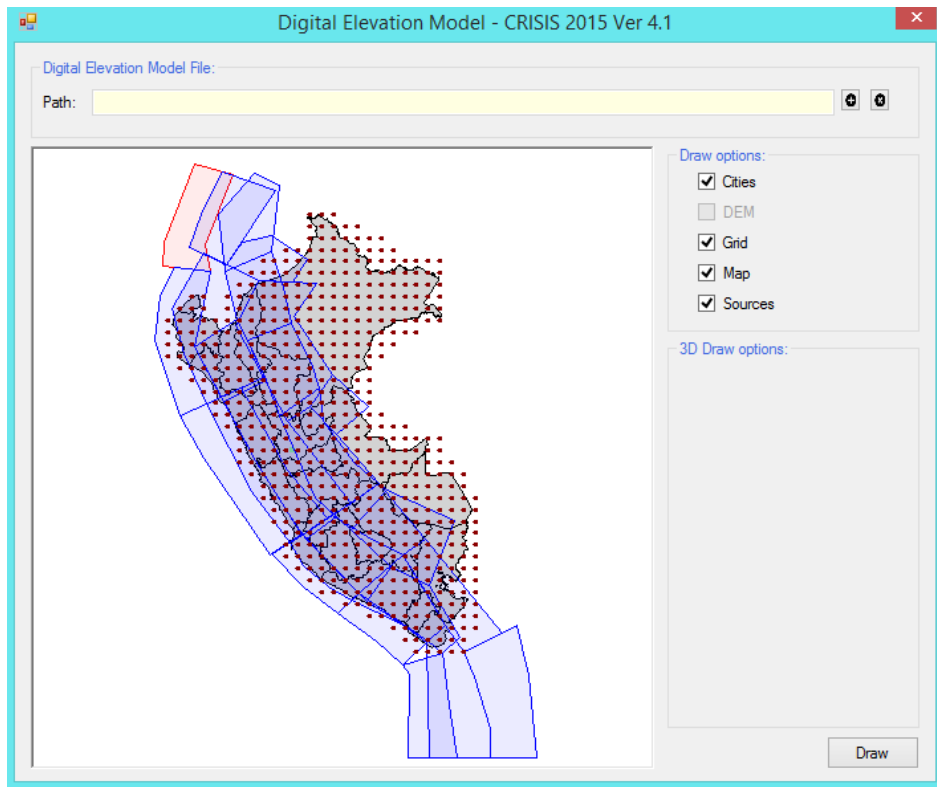 Digital Elevation Model - CRISIS 2015 Ver 4.1
Digital Elevation Model File:
Path:
Draw options:
Cities
DEM
Grid
Map
Sources
3D Draw options:
Draw